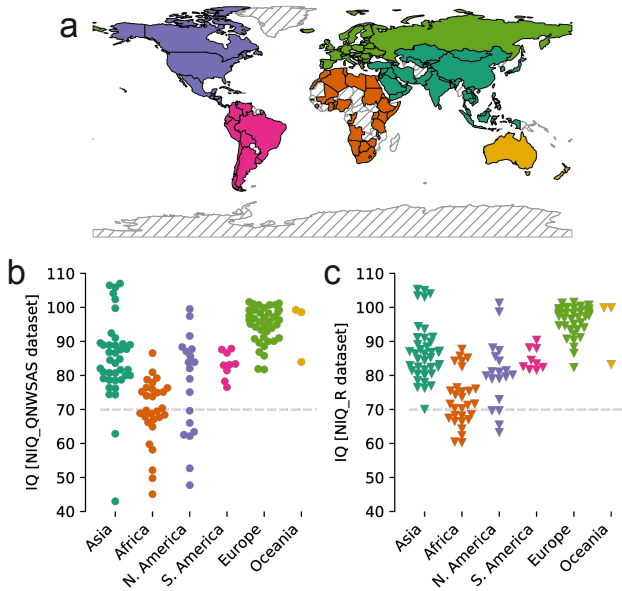 a
b
c
IQ [NIQ_QNWSAS dataset]
110
100
90
80
70
60
50
40
Asia
Africa
N. America
S. America
Europe
Oceania
IQ [NIQ_R dataset]
110
100
90
80
70
60
50
40
Asia
Africa
N. America
S. America
Europe
Oceania